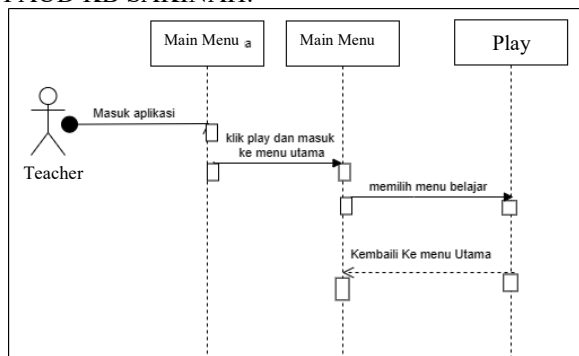 PAUD KB SAKINAH.
Main Menu a
Main Menu
Play
Masuk aplikasi
klik play dan masuk
ke menu utama
Teacher
memilih menu belajar
Kembaili Ke menu Utama